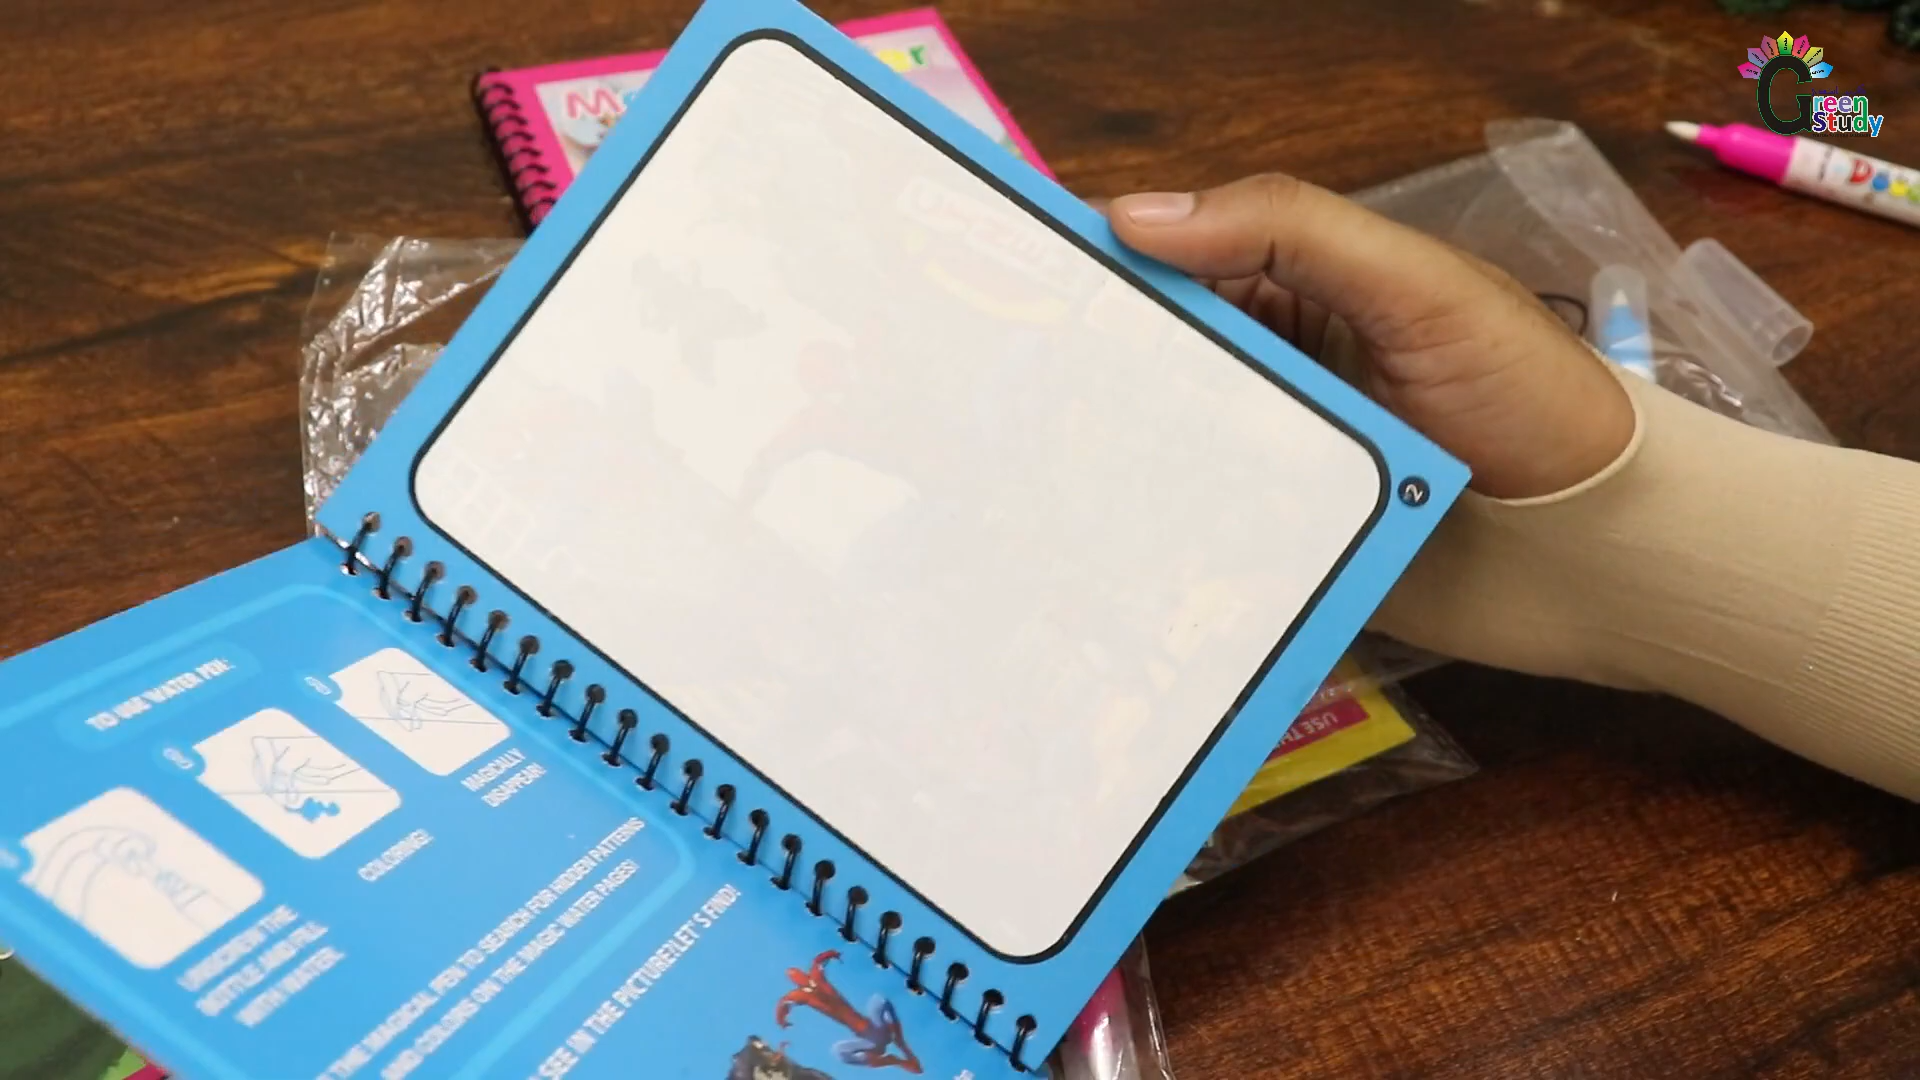 Green
Study
2
USE TH
TO USE WATER PEN:
MAGICALLY
DISAPPEAR!
COLORING!
UNSCREW THE
BOTTLE AND FILL
WITH WATER.
THE MAGICAL PEN TO SEARCH FOR HIDDEN PATTERNS
AND COLORS ON THE MAGIC WATER PAGES!
SEE IN THE PICTURE?LET'S FIND!